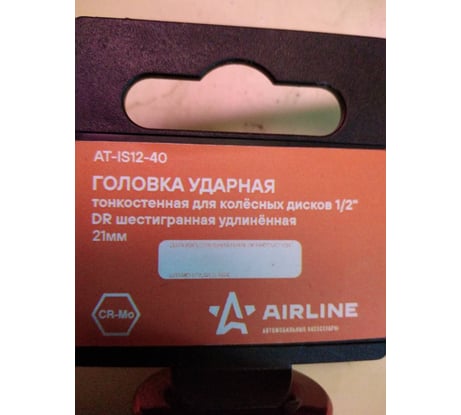 AT-IS12-40
ГОЛОВКА УДАРНАЯ
тонкостенная для колёсных дисков 1/2"
DR шестигранная удлинённая
21мм
CR-Mo
AIRLINE
АВТОМОБИЛЬНЫЕ АКСЕССУАРЫ